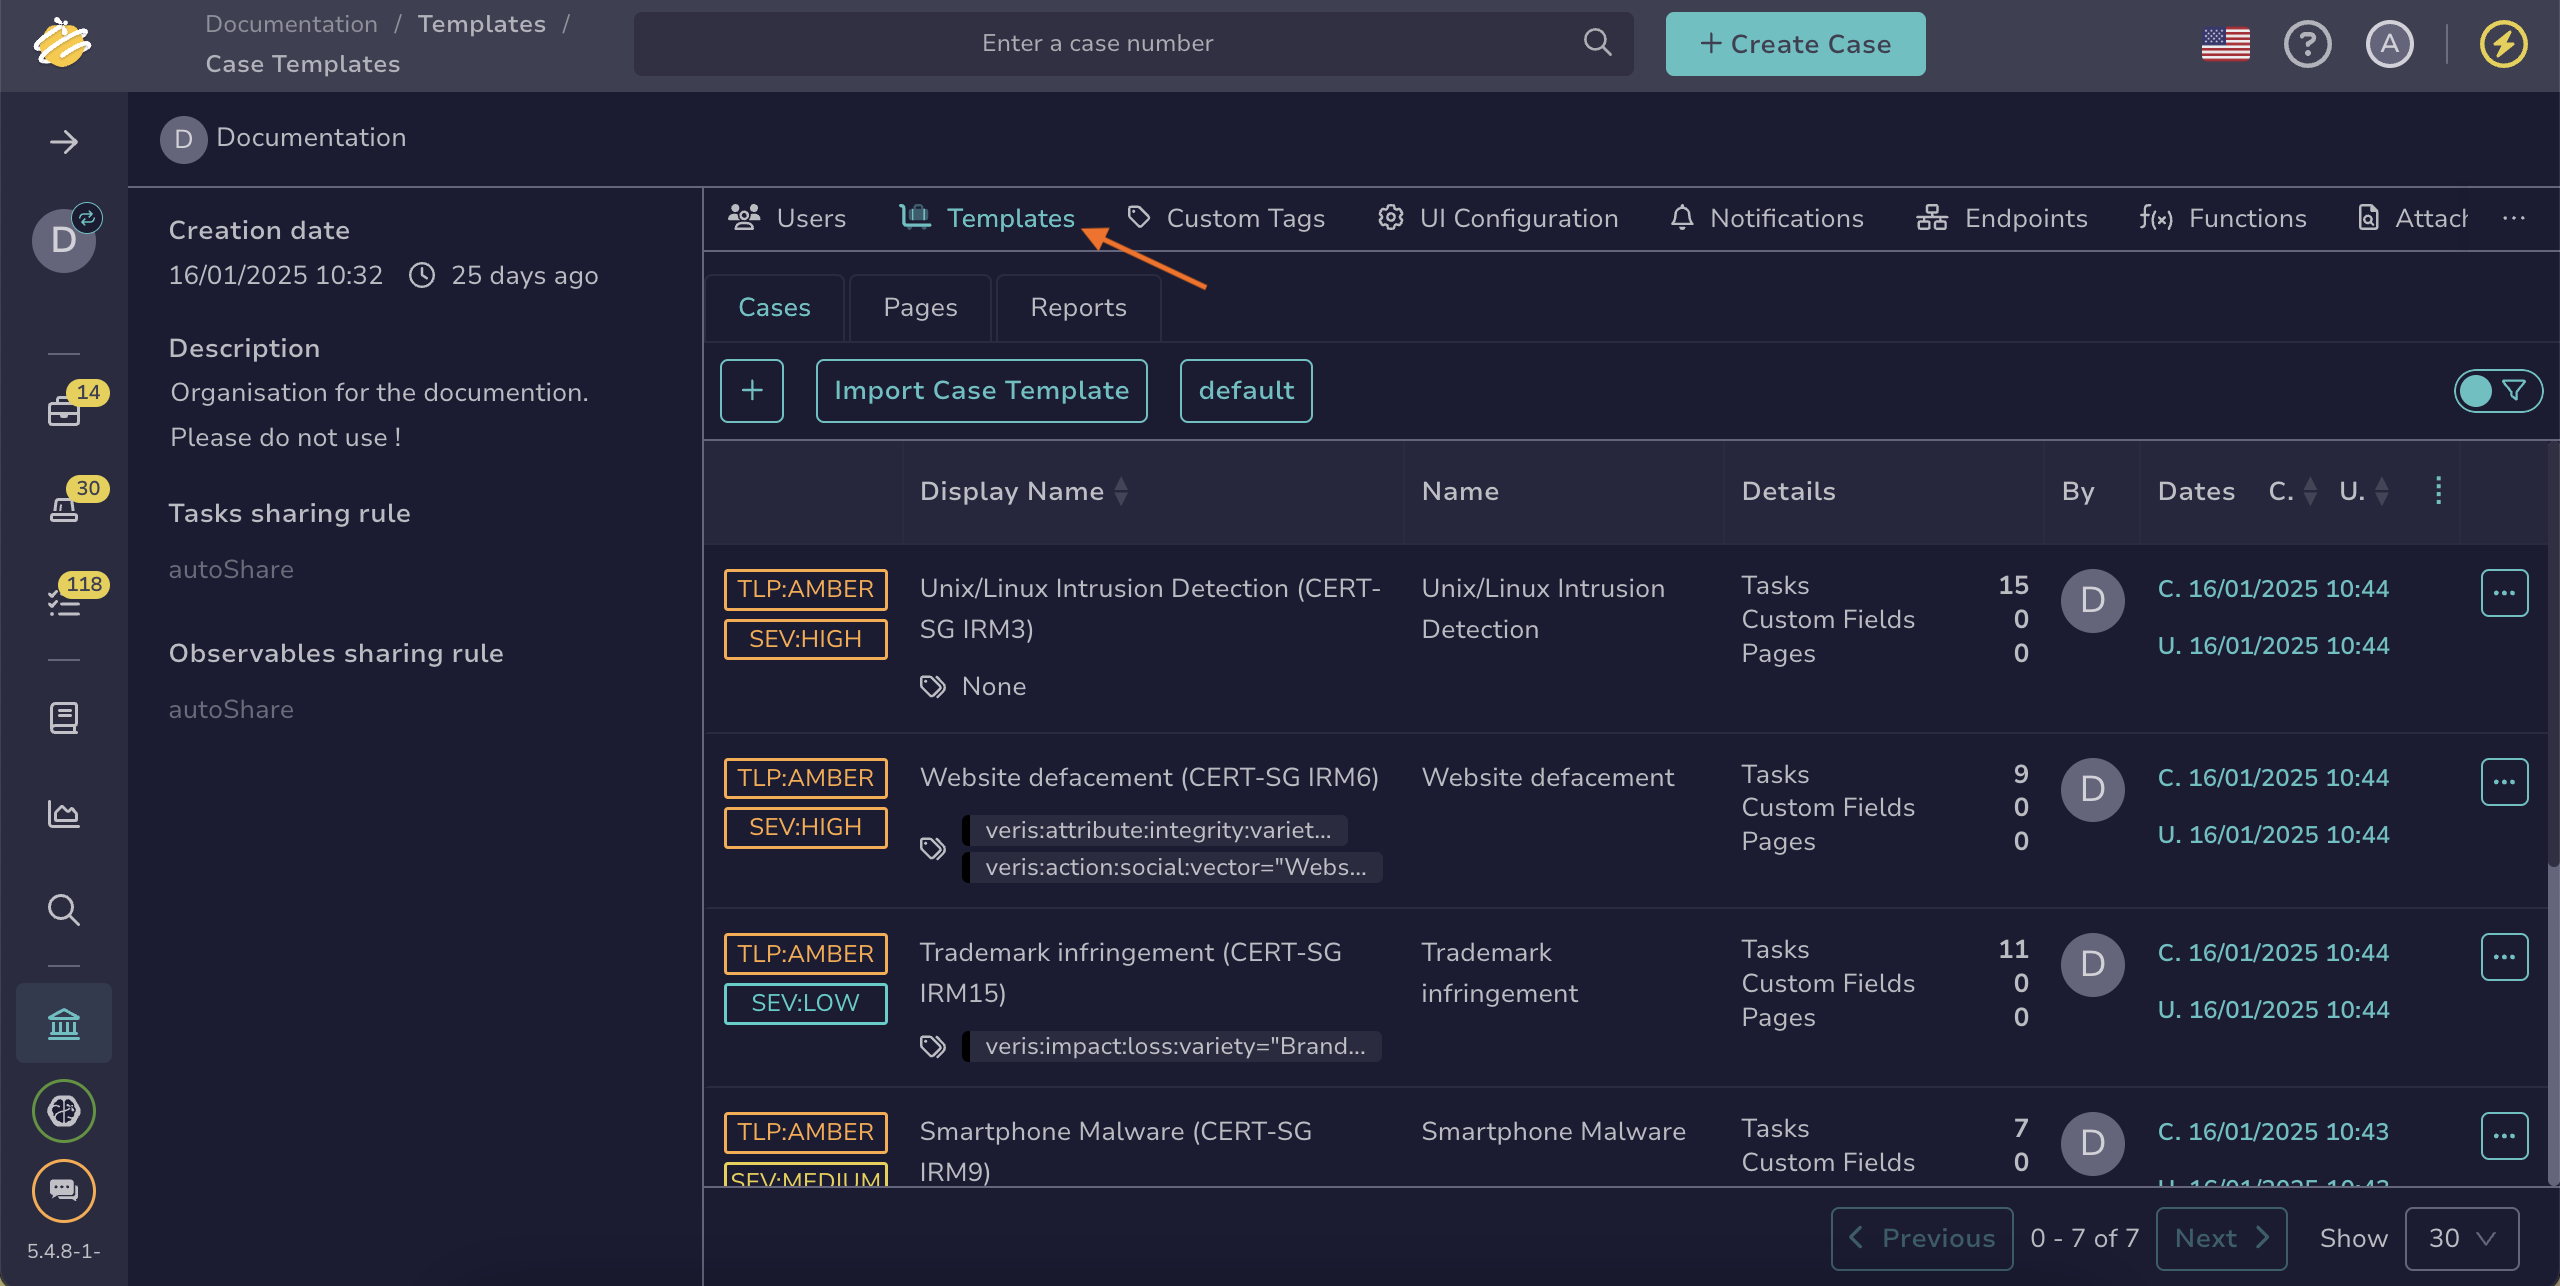 Documentation / Templates /
Case Templates
Enter a case number
+ Create Case
A
D Documentation
D
14
30
118
5.4.8-1-
Creation date
16/01/2025 10:32 25 days ago
Description
Organisation for the documention.
Please do not use !
Tasks sharing rule
autoShare
Observables sharing rule
autoShare
Users Templates Custom Tags UI Configuration Notifications Endpoints f(x) Functions Attach ...
Cases Pages Reports
+ Import Case Template default
Display Name Name Details By Dates C. U.
TLP:AMBER
SEV:HIGH
Unix/Linux Intrusion Detection (CERT-
SG IRM3)
None
Unix/Linux Intrusion
Detection
Tasks 15
Custom Fields 0
Pages 0
D
C. 16/01/2025 10:44
U. 16/01/2025 10:44
TLP:AMBER
SEV:HIGH
Website defacement (CERT-SG IRM6)
veris:attribute:integrity:variet...
veris:action:social:vector="Webs...
Website defacement
Tasks 9
Custom Fields 0
Pages 0
D
C. 16/01/2025 10:44
U. 16/01/2025 10:44
TLP:AMBER
SEV:LOW
Trademark infringement (CERT-SG
IRM15)
veris:impact:loss:variety="Brand...
Trademark
infringement
Tasks 11
Custom Fields 0
Pages 0
D
C. 16/01/2025 10:44
U. 16/01/2025 10:44
TLP:AMBER
SEV:MEDIUM
Smartphone Malware (CERT-SG
IRM9)
Smartphone Malware
Tasks 7
Custom Fields 0
D
C. 16/01/2025 10:43
U. 16/01/2025 10:43
Previous 0 - 7 of 7 Next Show 30